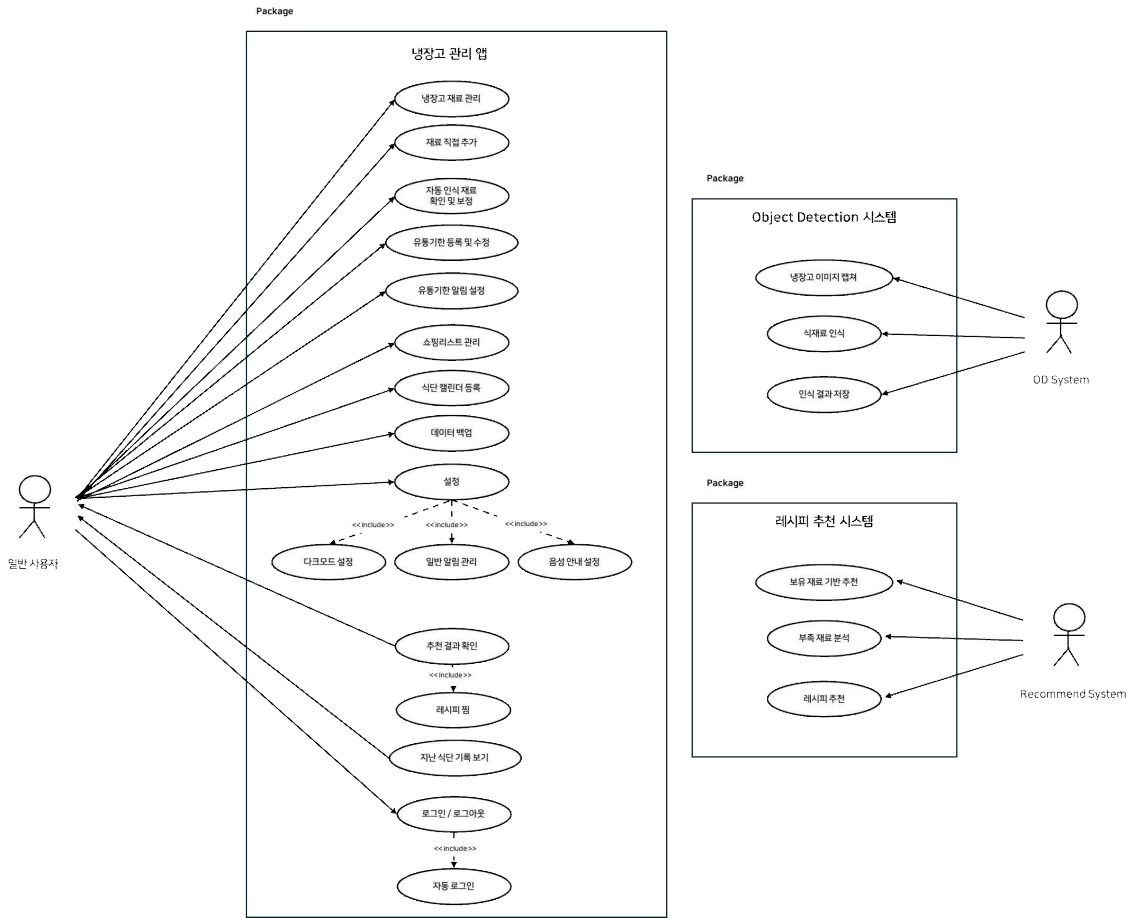 Package
냉장고 관리 앱
냉장고 재료 관리
재료 직접 추가
자동 인식 재료
확인 및 보정
유통기한 등록 및 수정
유통기한 알림 설정
쇼핑리스트 관리
식단 캘린더 등록
데이터 백업
설정
<<include>>
<<include>>
<<include>>
다크모드 설정
일반 알림 관리
음성 안내 설정
일반 사용자
추천 결과 확인
<<include>>
레시피 찜
지난 식단 기록 보기
로그인 / 로그아웃
<<include>>
자동 로그인
Package
Object Detection 시스템
냉장고 이미지 캡쳐
식재료 인식
인식 결과 저장
OD System
Package
레시피 추천 시스템
보유 재료 기반 추천
부족 재료 분석
레시피 추천
Recommend System